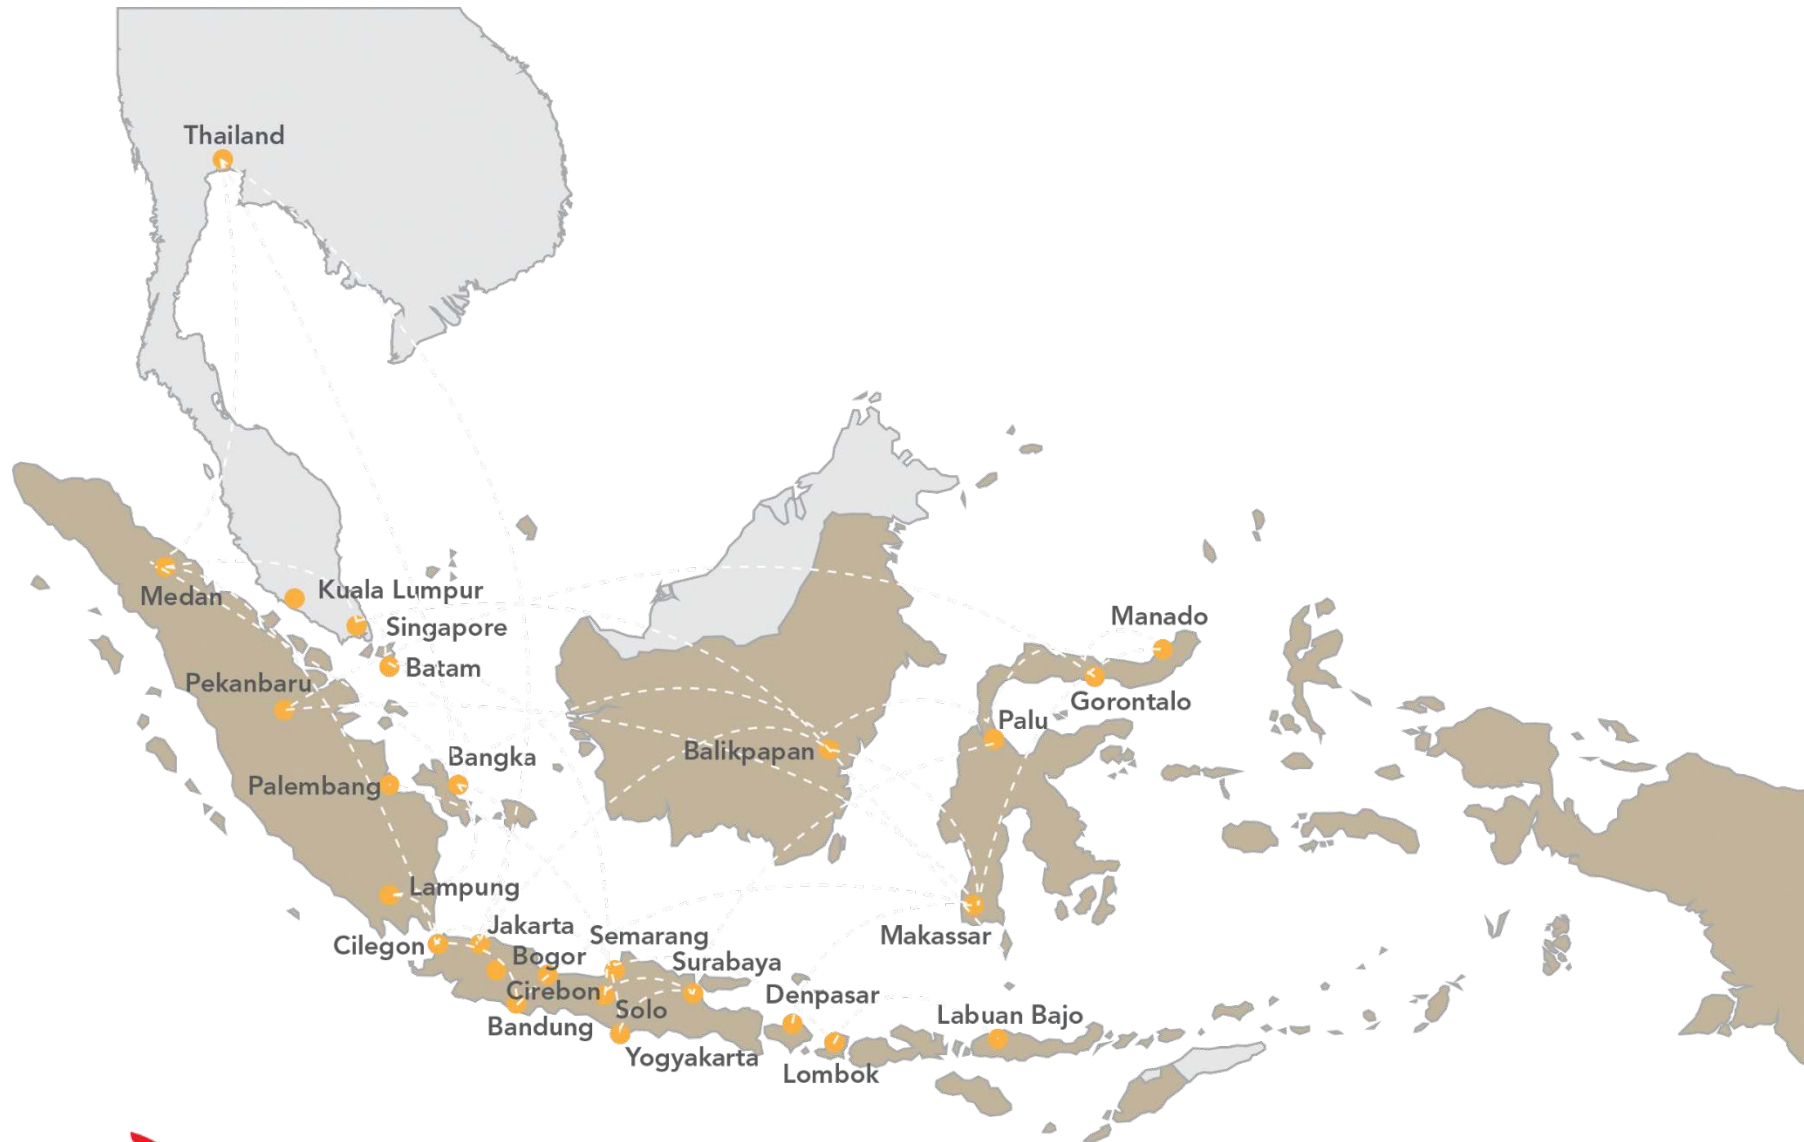 Thailand
Kuala Lumpur
Medan
Singapore
Manado
Batam
Pekanbaru
Gorontalo
Palu
Balikpapan
Bangka
Palembang
Lampung
Jakarta
Cilegon
Semarang
Makassar
Bogor
Surabaya
Cirebon
Denpasar
Solo
Labuan Bajo
Bandung
Yogyakarta
Lombok